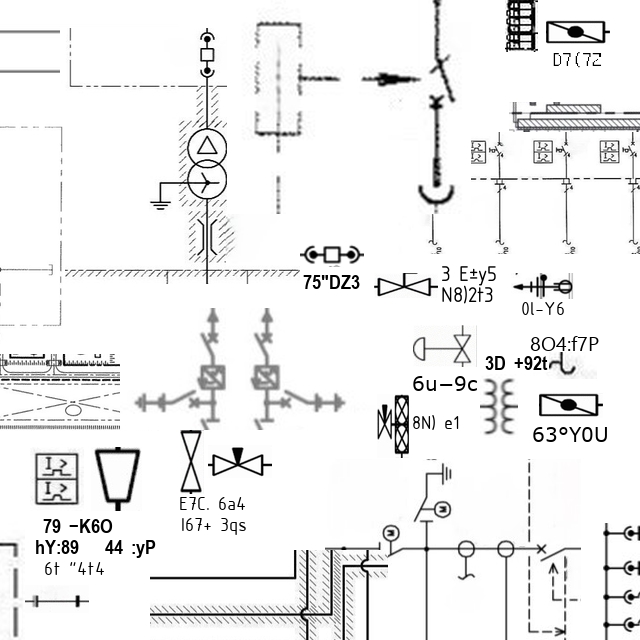 D7(7Z
75"DZ3
3 E±y5
N8)2t3
0l-Y6
8O4:f7P
3D +92t
6u-9c
8N) e1
63°Y0U
E7C. 6a4
I67+ 3qs
79 -K6O
hY:89 44 :yP
6t "4t4